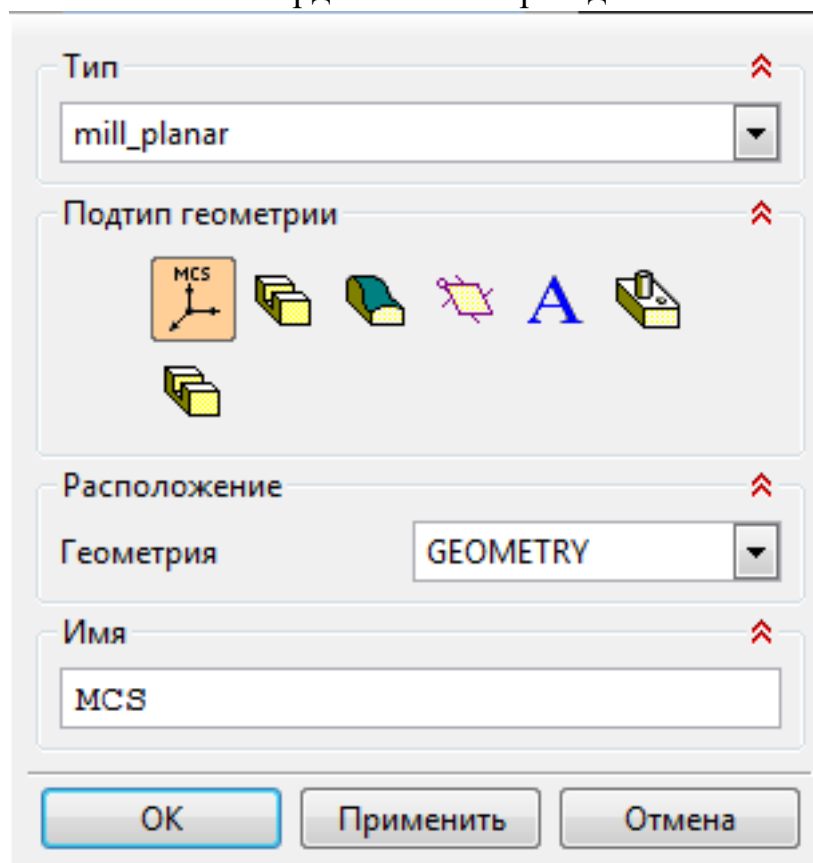 Тип
mill_planar
Подтип геометрии
MCS
A
Расположение
Геометрия GEOMETRY
Имя
MCS
OK Применить Отмена